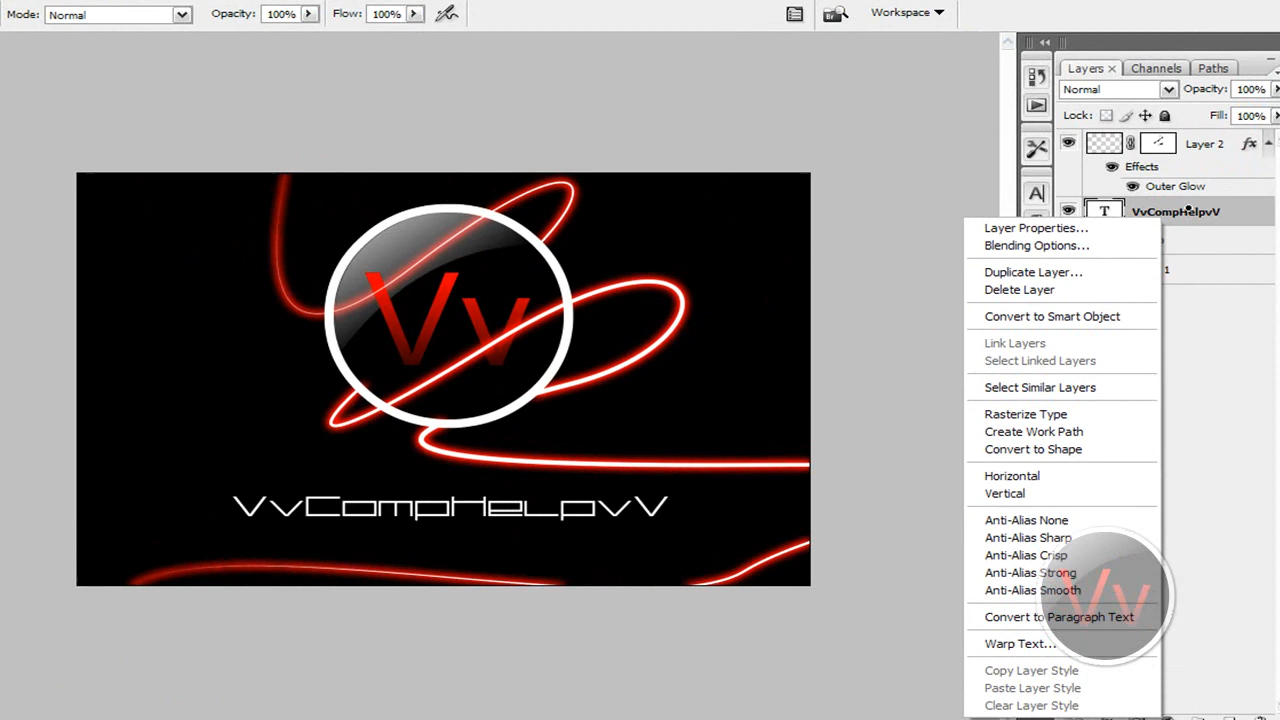 Mode: Normal Opacity: 100% Flow: 100% Br Workspace
Layers × Channels Paths
Normal Opacity: 100%
Lock: Fill: 100%
Layer 2 fx
Effects
Outer Glow
T VvCompHelpvV
A
1
Layer Properties...
Blending Options...
Duplicate Layer...
Delete Layer
Convert to Smart Object
Link Layers
Select Linked Layers
Select Similar Layers
Rasterize Type
Create Work Path
Convert to Shape
Horizontal
Vertical
Anti-Alias None
Anti-Alias Sharp
Anti-Alias Crisp
Anti-Alias Strong
Anti-Alias Smooth
Convert to Paragraph Text
Warp Text...
Copy Layer Style
Paste Layer Style
Clear Layer Style
Vv
VvCompHelpvV
Vv